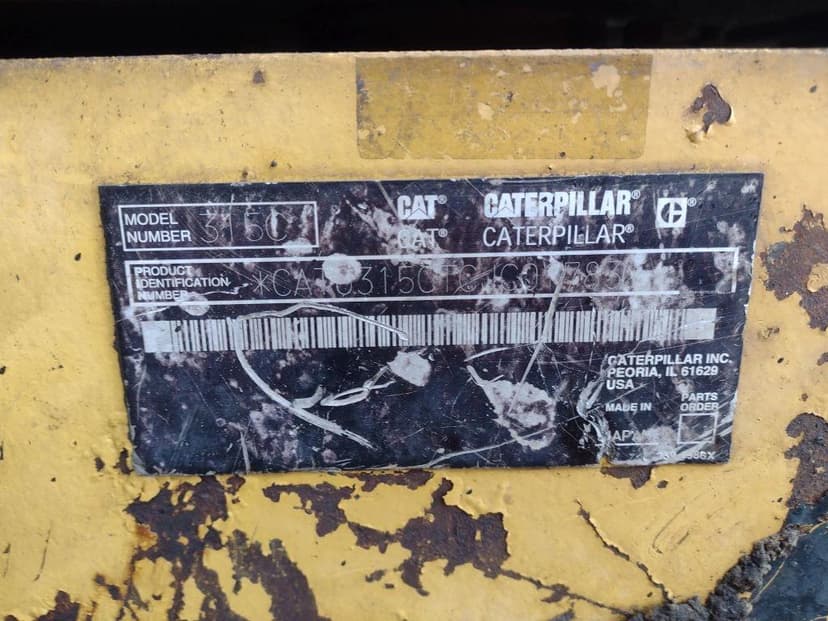 MODEL
NUMBER 315C
CAT® CATERPILLAR®
CAT® CATERPILLAR®
PRODUCT
IDENTIFICATION
NUMBER
CATERPILLAR INC.
PEORIA, IL 61629
USA
MADE IN
PARTS
ORDER